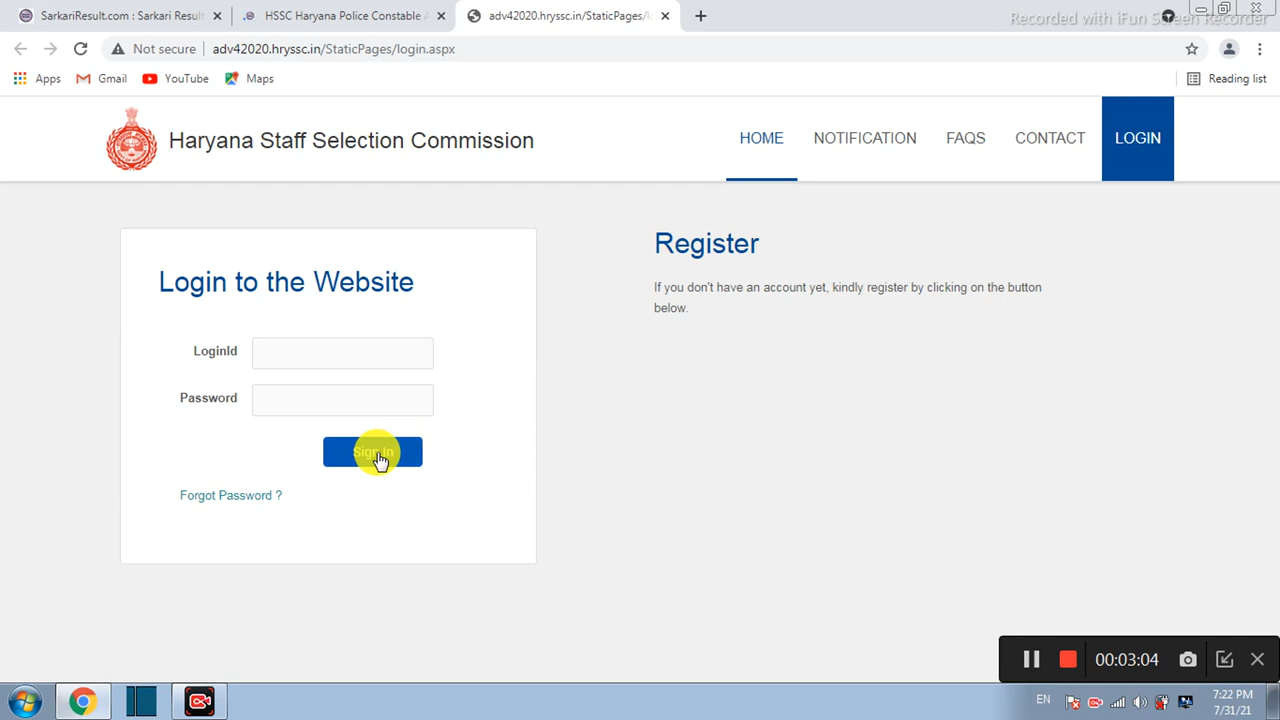 SarkariResult.com : Sarkari Result
HSSC Haryana Police Constable A
adv42020.hryssc.in/StaticPages/l
Recorded with iFun Screen Recorder
Not secure
adv42020.hryssc.in/StaticPages/login.aspx
Apps
Gmail
YouTube
Maps
Reading list
Haryana Staff Selection Commission
HOME
NOTIFICATION
FAQS
CONTACT
LOGIN
Login to the Website
LoginId
Password
Sign In
Forgot Password ?
Register
If you don't have an account yet, kindly register by clicking on the button
below.
00:03:04
EN
7:22 PM
7/31/21